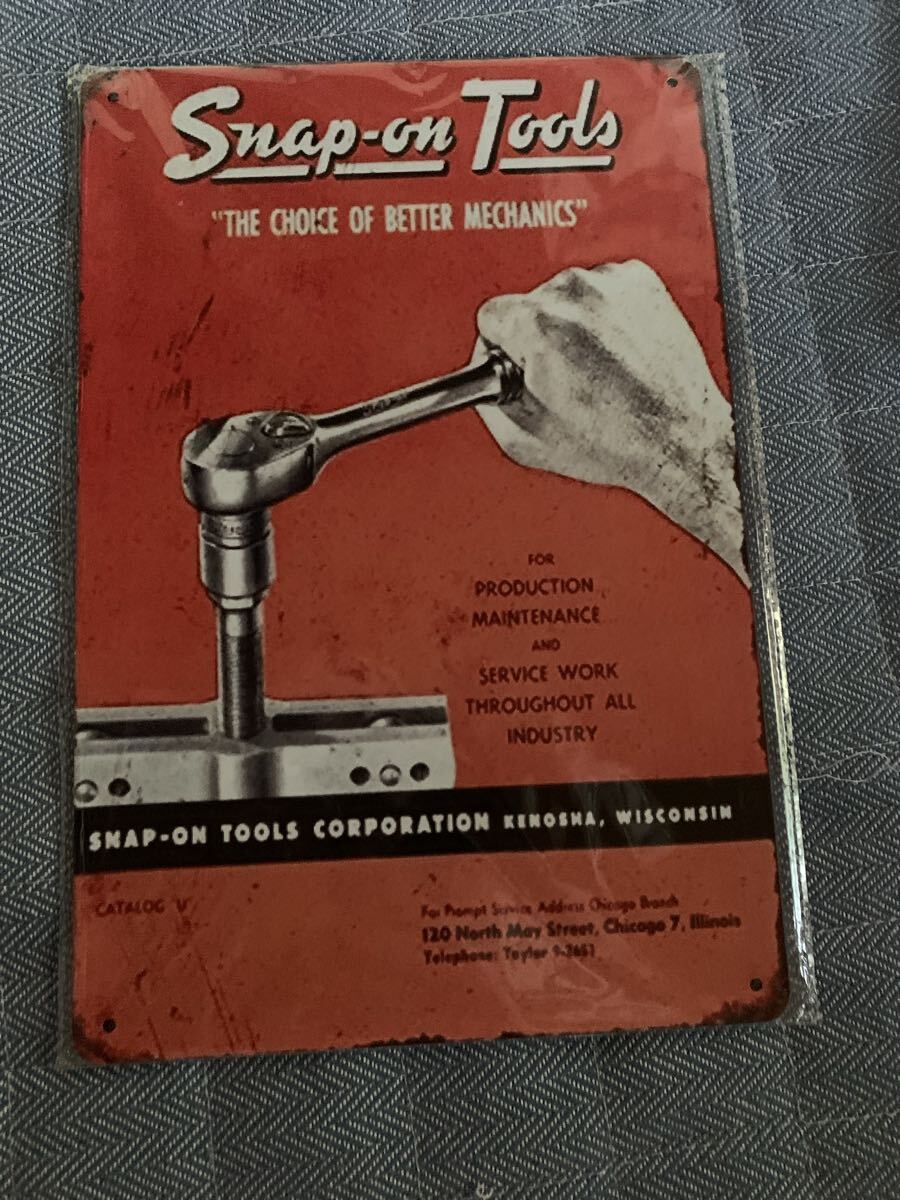 Snap-on Tools
"THE CHOICE OF BETTER MECHANICS"
FOR
PRODUCTION
MAINTENANCE
AND
SERVICE WORK
THROUGHOUT ALL
INDUSTRY
SNAP-ON TOOLS CORPORATION KENOSHA, WISCONSIN
CATALOG V
For Prompt Service Address Chicago Branch
120 North May Street, Chicago 7, Illinois
Telephone: Taylor